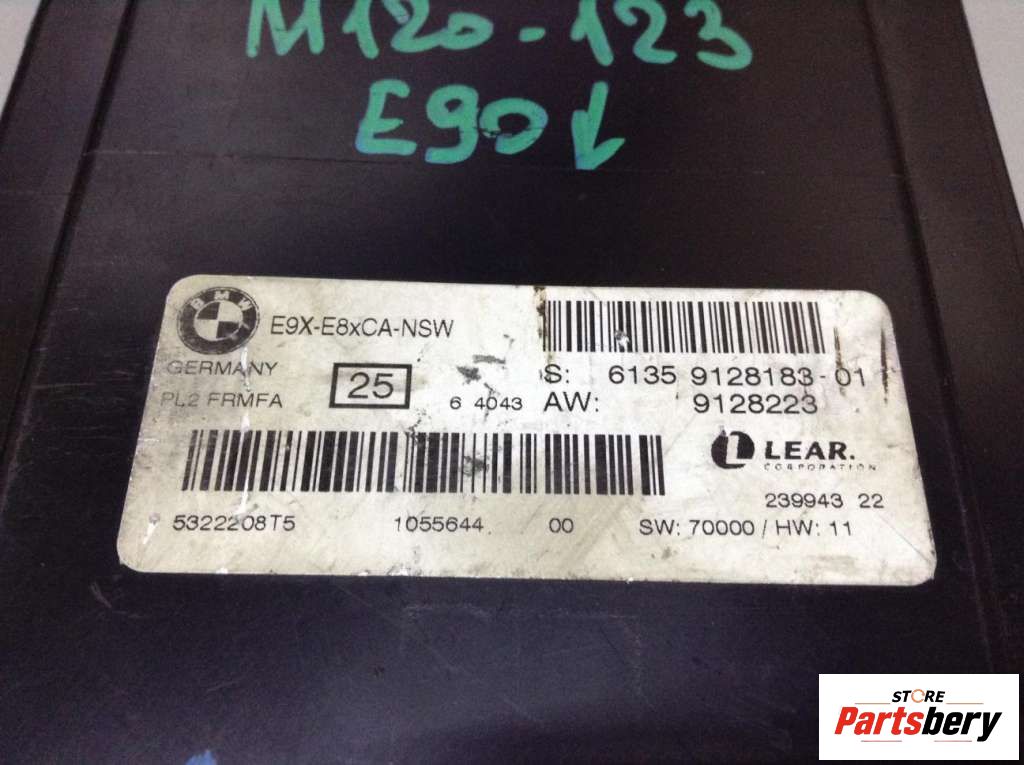 M120-123
E90↓
BMW
E9X-E8xCA-NSW
GERMANY
PL2 FRMFA
25
6 4043
S: 6135 9128183-01
AW: 9128223
LEAR.
CORPORATION
239943 22
5322208T5 1055644. 00 SW: 70000 / HW: 11
STORE
Partsbery